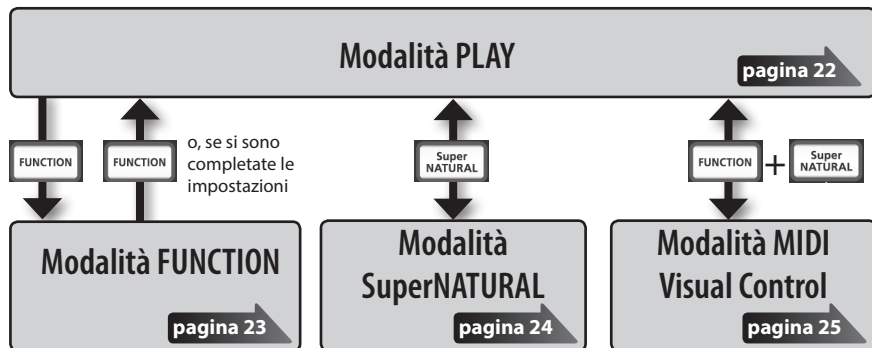 Modalità PLAY
pagina 22
FUNCTION
FUNCTION
o, se si sono
completate le
impostazioni
Super
NATURAL
FUNCTION
+
Super
NATURAL
Modalità FUNCTION
pagina 23
Modalità
SuperNATURAL
pagina 24
Modalità MIDI
Visual Control
pagina 25